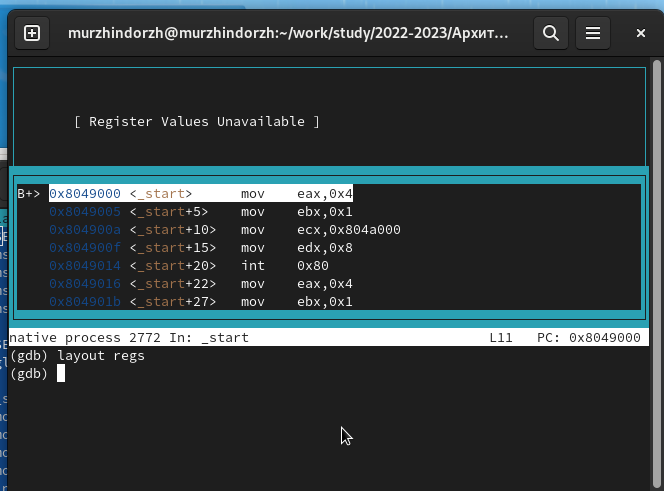 murzhindorzh@murzhindorzh:~/work/study/2022-2023/Архит...
[ Register Values Unavailable ]
B+> 0x8049000 <_start> mov eax,0x4
0x8049005 <_start+5> mov ebx,0x1
0x804900a <_start+10> mov ecx,0x804a000
0x804900f <_start+15> mov edx,0x8
0x8049014 <_start+20> int 0x80
0x8049016 <_start+22> mov eax,0x4
0x804901b <_start+27> mov ebx,0x1
native process 2772 In: _start L11 PC: 0x8049000
(gdb) layout regs
(gdb)